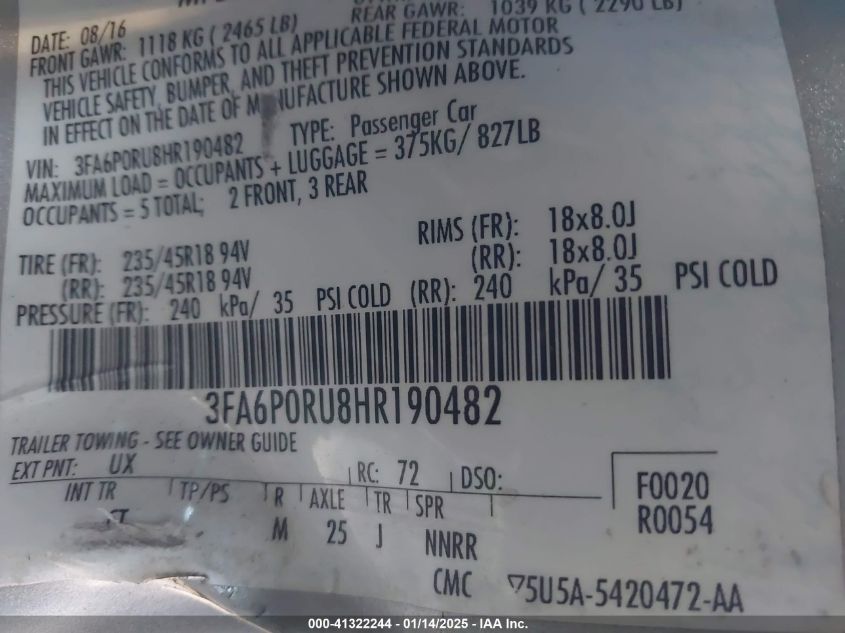 REAR GAWR: 1039 KG ( 2290 LB)
DATE: 08/16
FRONT GAWR: 1118 KG ( 2465 LB)
THIS VEHICLE CONFORMS TO ALL APPLICABLE FEDERAL MOTOR
VEHICLE SAFETY, BUMPER, AND THEFT PREVENTION STANDARDS
IN EFFECT ON THE DATE OF M NUFACTURE SHOWN ABOVE.
VIN: 3FA6P0RU8HR190482 TYPE: Passenger Car
MAXIMUM LOAD = OCCUPANTS + LUGGAGE = 375KG/ 827LB
OCCUPANTS = 5 TOTAL; 2 FRONT, 3 REAR
TIRE (FR): 235/45R18 94V RIMS (FR): 18x8.0J
(RR): 235/45R18 94V (RR): 18x8.0J
PRESSURE (FR): 240 kPa/ 35 PSI COLD (RR): 240 kPa/ 35 PSI COLD
3FA6P0RU8HR190482
TRAILER TOWING - SEE OWNER GUIDE
EXT PNT: UX RC: 72 DSO:
INT TR TP/PS R AXLE TR SPR
M 25 J NNRR
F0020
R0054
CMC 75U5A-5420472-AA
000-41322244 - 01/14/2025 - IAA Inc.